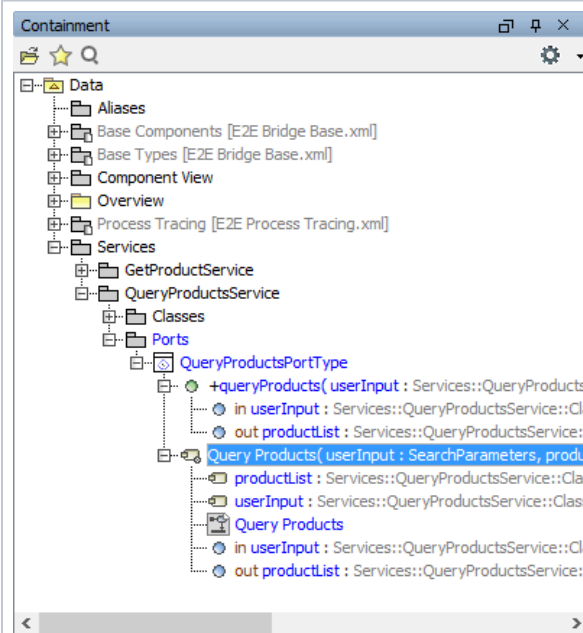 Containment
Data
Aliases
Base Components [E2E Bridge Base.xml]
Base Types [E2E Bridge Base.xml]
Component View
Overview
Process Tracing [E2E Process Tracing.xml]
Services
GetProductService
QueryProductsService
Classes
Ports
QueryProductsPortType
+queryProducts( userInput : Services::QueryProducts
in userInput : Services::QueryProductsService::Cl
out productList : Services::QueryProductsService:
Query Products( userInput : SearchParameters, produ
productList : Services::QueryProductsService::Cla
userInput : Services::QueryProductsService::Clas
Query Products
in userInput : Services::QueryProductsService::Cl
out productList : Services::QueryProductsService: